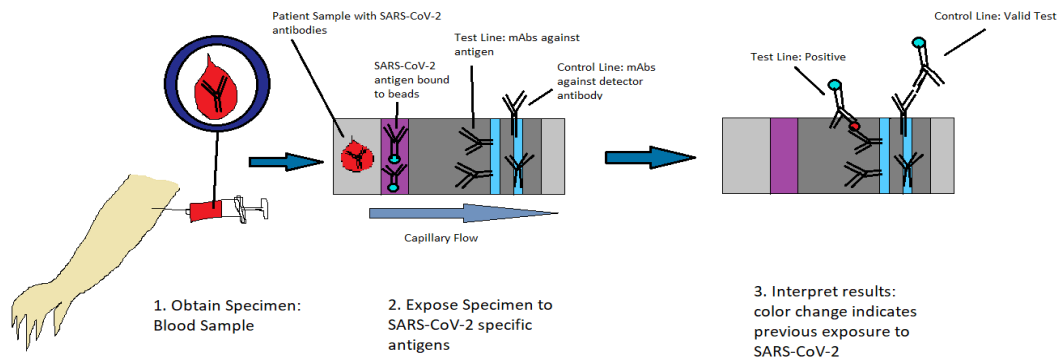 Patient Sample with SARS-CoV-2
antibodies
SARS-CoV-2
antigen bound
to beads
Test Line: mAbs against
antigen
Control Line: mAbs
against detector
antibody
Capillary Flow
Test Line: Positive
Control Line: Valid Test
1. Obtain Specimen:
Blood Sample
2. Expose Specimen to
SARS-CoV-2 specific
antigens
3. Interpret results:
color change indicates
previous exposure to
SARS-CoV-2